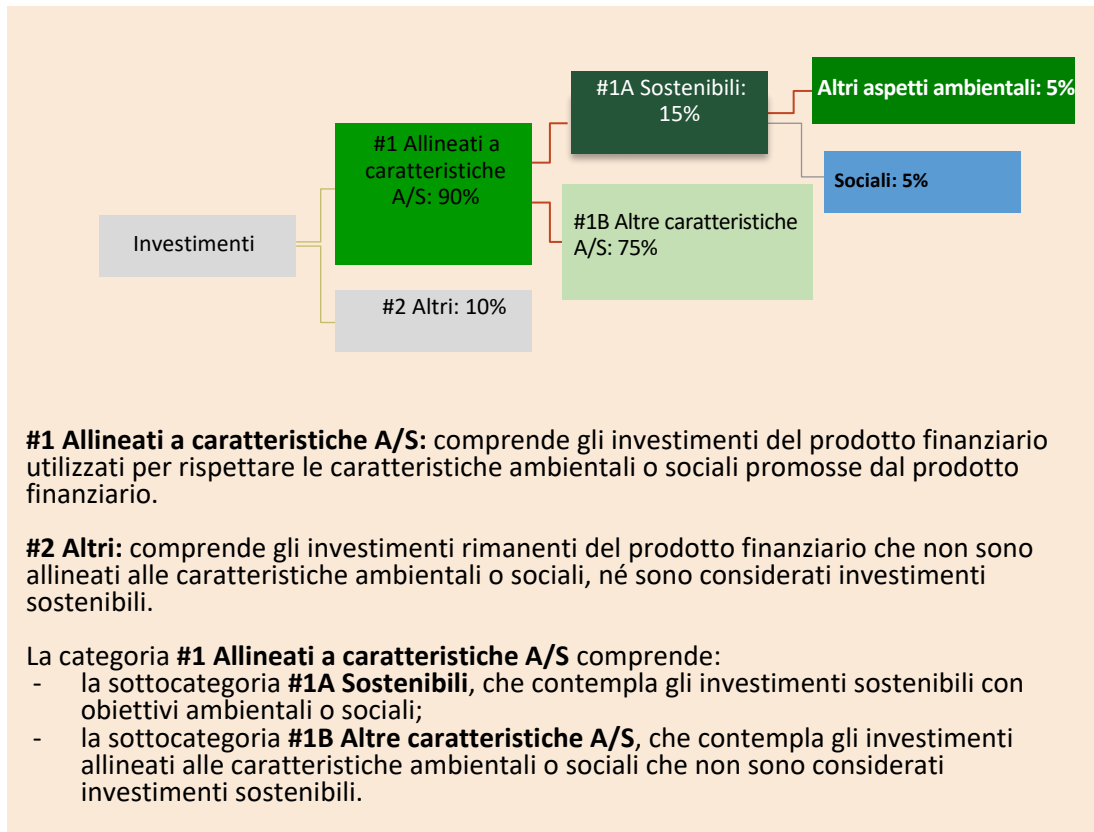 #1A Sostenibili:
15%
Altri aspetti ambientali: 5%
#1 Allineati a
caratteristiche
A/S: 90%
Sociali: 5%
#1B Altre caratteristiche
A/S: 75%
Investimenti
#2 Altri: 10%
#1 Allineati a caratteristiche A/S: comprende gli investimenti del prodotto finanziario
utilizzati per rispettare le caratteristiche ambientali o sociali promosse dal prodotto
finanziario.
#2 Altri: comprende gli investimenti rimanenti del prodotto finanziario che non sono
allineati alle caratteristiche ambientali o sociali, né sono considerati investimenti
sostenibili.
La categoria #1 Allineati a caratteristiche A/S comprende:
- la sottocategoria #1A Sostenibili, che contempla gli investimenti sostenibili con
obiettivi ambientali o sociali;
- la sottocategoria #1B Altre caratteristiche A/S, che contempla gli investimenti
allineati alle caratteristiche ambientali o sociali che non sono considerati
investimenti sostenibili.